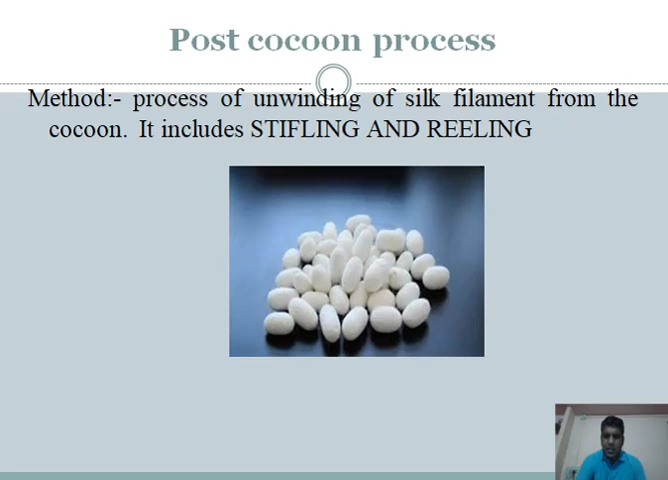 Post cocoon process
Method:- process of unwinding of silk filament from the
cocoon. It includes STIFLING AND REELING